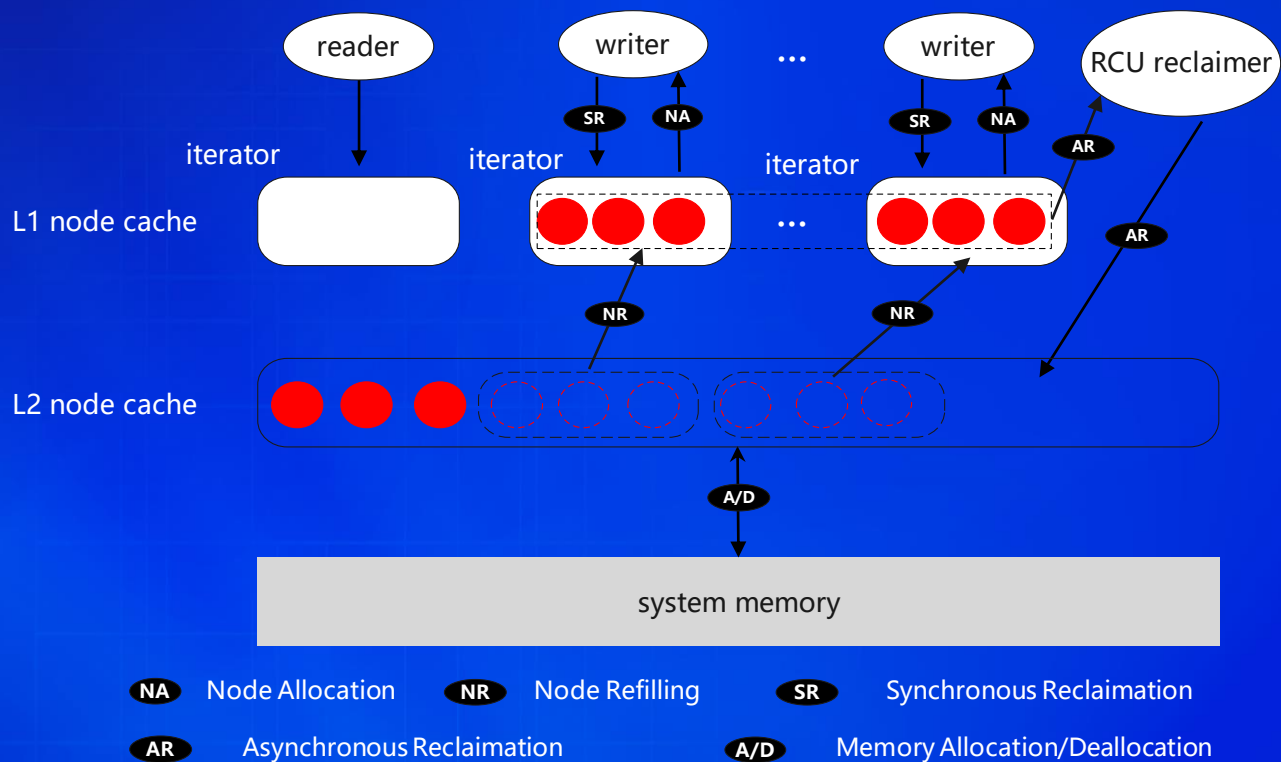 reader
writer
...
writer
RCU reclaimer
SR
NA
SR
NA
AR
iterator
iterator
iterator
L1 node cache
...
AR
NR
NR
L2 node cache
A/D
system memory
NA Node Allocation NR Node Refilling SR Synchronous Reclaimation
AR Asynchronous Reclaimation A/D Memory Allocation/Deallocation